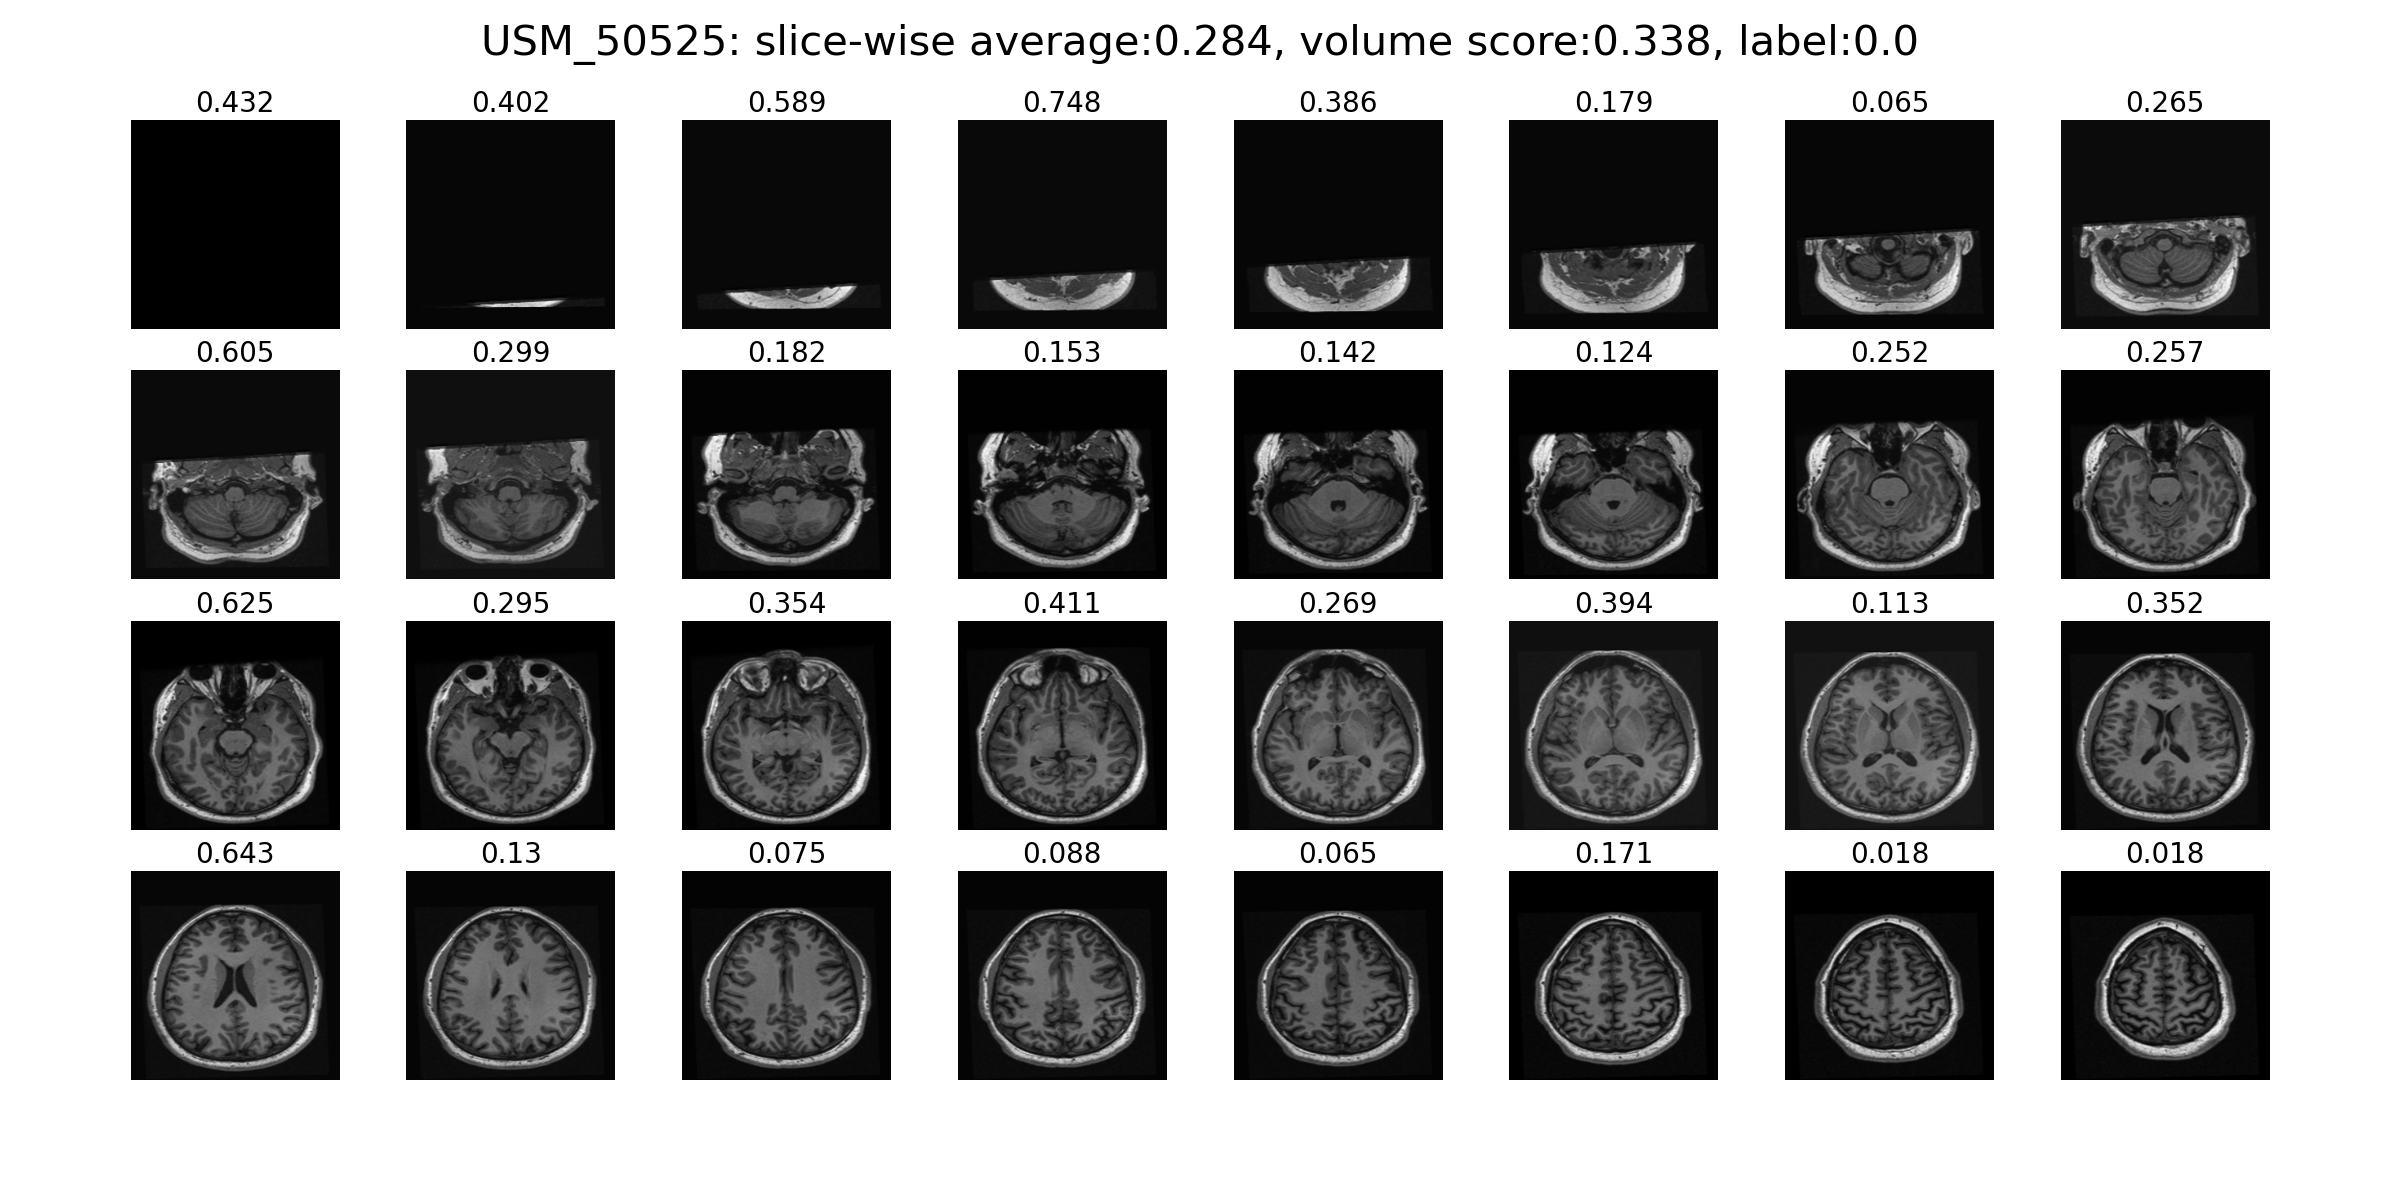 USM_50525: slice-wise average:0.284, volume score:0.338, label:0.0
0.432 0.402 0.589 0.748 0.386 0.179 0.065 0.265
0.605 0.299 0.182 0.153 0.142 0.124 0.252 0.257
0.625 0.295 0.354 0.411 0.269 0.394 0.113 0.352
0.643 0.13 0.075 0.088 0.065 0.171 0.018 0.018